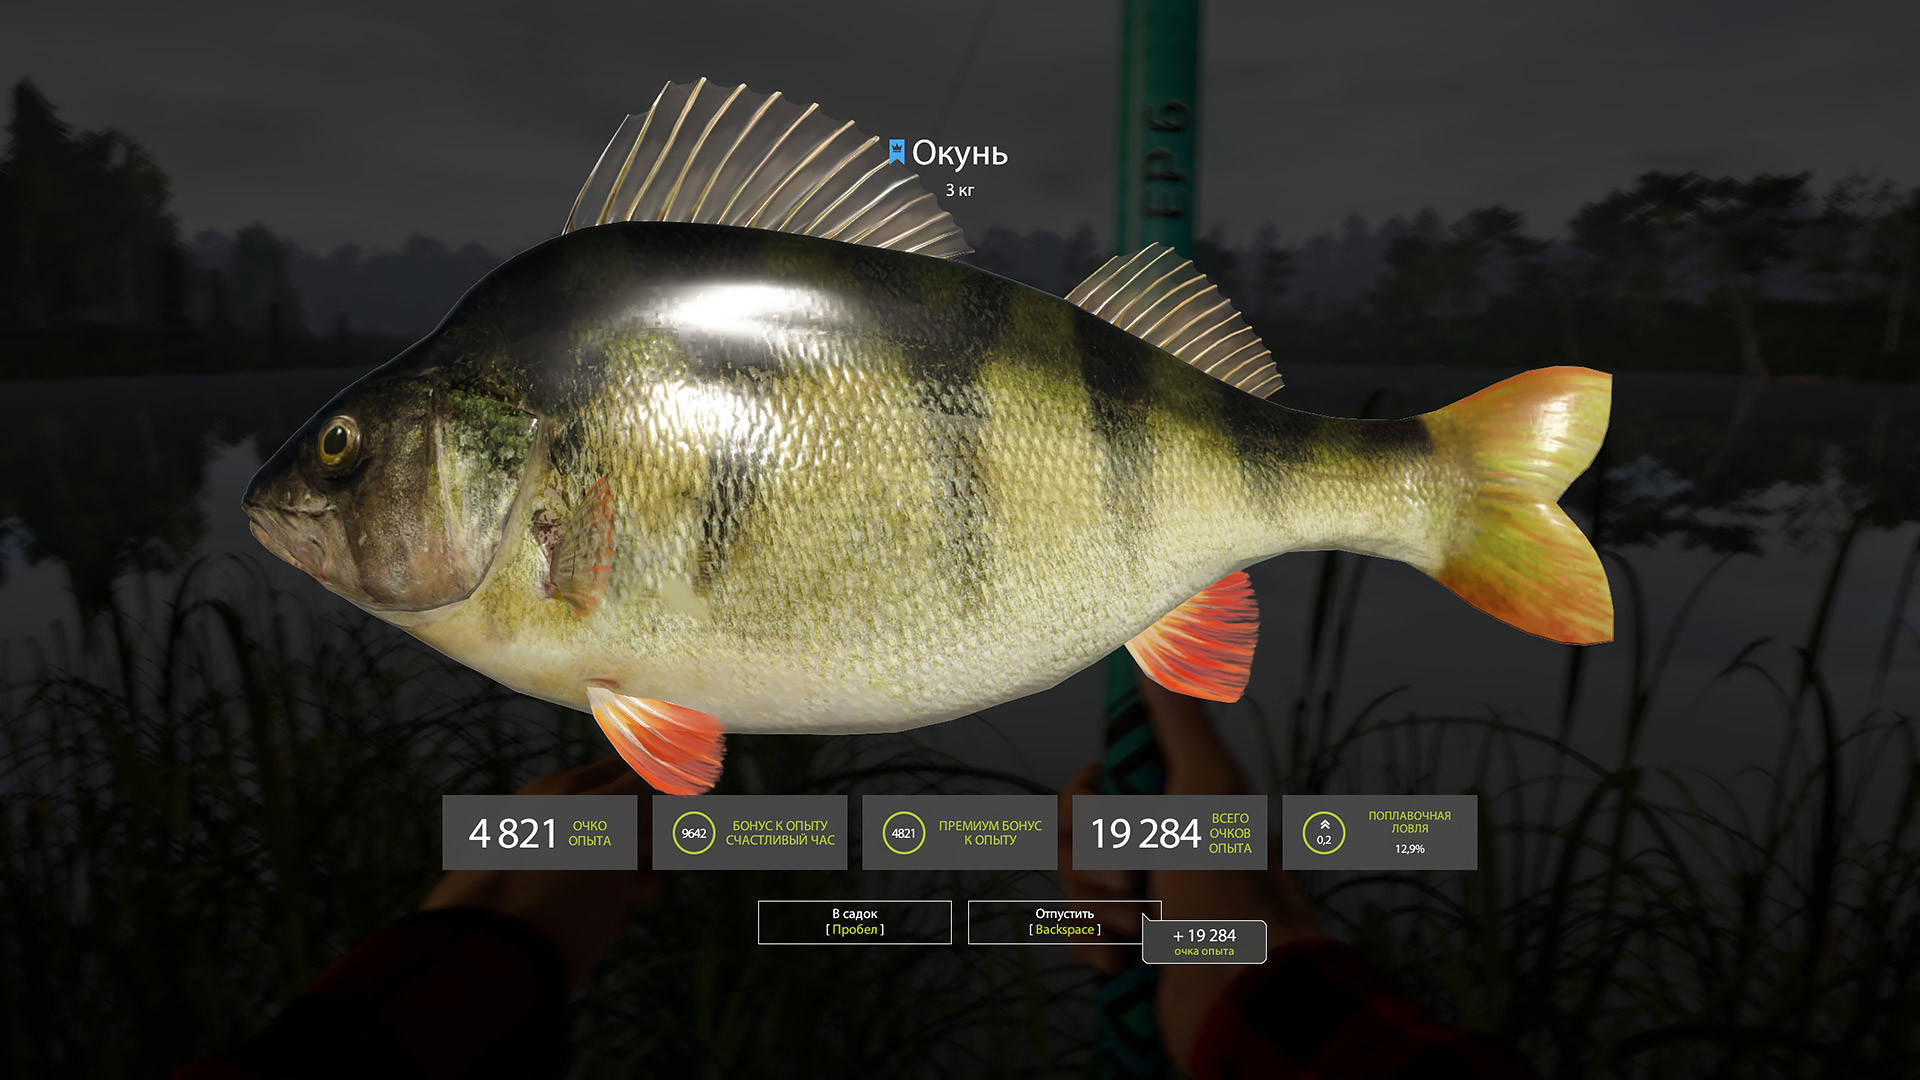 Окунь
3 кг
4 821
ОЧКО
ОПЫТА
9642
БОНУС К ОПЫТУ
СЧАСТЛИВЫЙ ЧАС
4821
ПРЕМИУМ БОНУС
К ОПЫТУ
19 284
ВСЕГО
ОЧКОВ
ОПЫТА
0,2
ПОПЛАВОЧНАЯ
ЛОВЛЯ
12,9%
В садок
[ Пробел ]
Отпустить
[ Backspace ]
+ 19 284
очка опыта